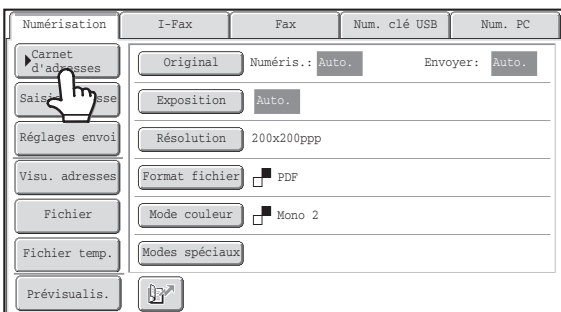 Numérisation I-Fax Fax Num. clé USB Num. PC
Carnet
d'adresses
Original Numéris.: Auto. Envoyer: Auto.
Exposition Auto.
Réglages envoi Résolution 200x200ppp
Visu. adresses Format fichier PDF
Fichier Mode couleur Mono 2
Fichier temp. Modes spéciaux
Prévisualis.